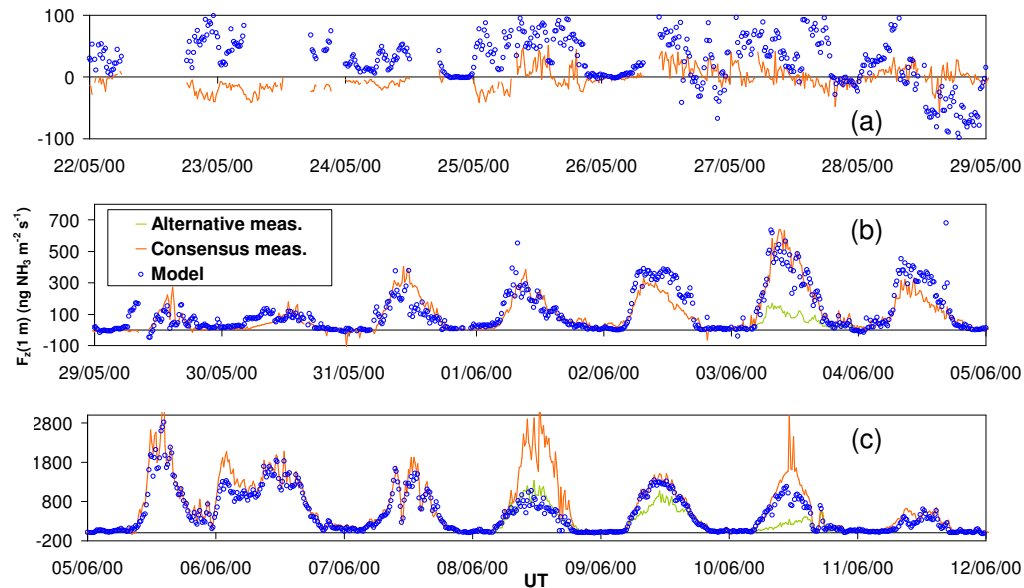 100
0
-100
(a)
22/05/00 23/05/00 24/05/00 25/05/00 26/05/00 27/05/00 28/05/00 29/05/00
F_z(1 m) (ng NH₃ m⁻² s⁻¹)
700
500
300
100
-100
Alternative meas.
Consensus meas.
Model
(b)
29/05/00 30/05/00 31/05/00 01/06/00 02/06/00 03/06/00 04/06/00 05/06/00
2800
1800
800
-200
(c)
05/06/00 06/06/00 07/06/00 08/06/00 09/06/00 10/06/00 11/06/00 12/06/00
UT